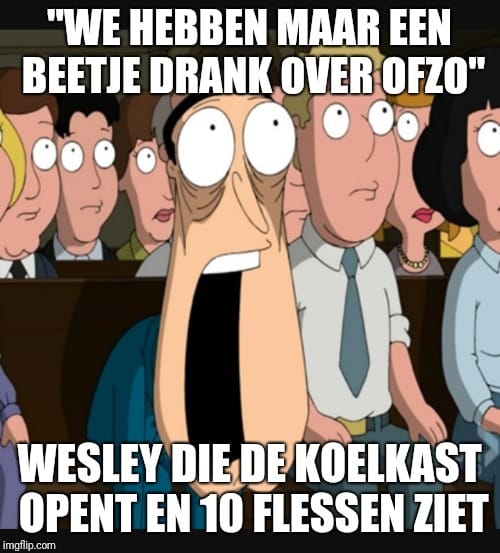 "WE HEBBEN MAAR EEN
BEETJE DRANK OVER OFZO"
WESLEY DIE DE KOELKAST
OPENT EN 10 FLESSEN ZIET
imgflip.com